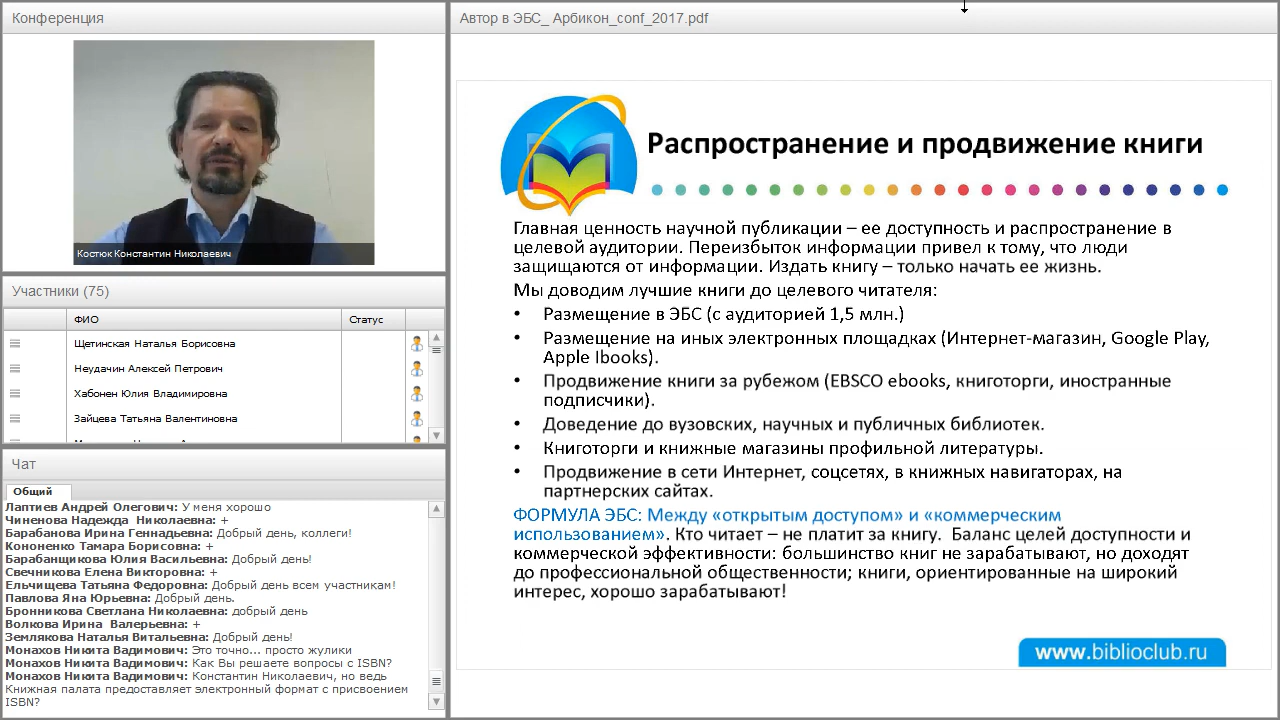 Конференция
Костюк Константин Николаевич
Участники (75)
ФИО
Статус
Щетинская Наталья Борисовна
Неудачин Алексей Петрович
Хабонен Юлия Владимировна
Зайцева Татьяна Валентиновна
Чат
Общий
Лаптиев Андрей Олегович: У меня хорошо
Чиненова Надежда  Николаевна: +
Барабанова Ирина Геннадьевна: Добрый день, коллеги!
Кононенко Тамара Борисовна: +
Барабанщикова Юлия Васильевна: Добрый день!
Свечникова Елена Викторовна: +
Ельчищева Татьяна Федоровна: Добрый день всем участникам!
Павлова Яна Юрьевна: Добрый день.
Бронникова Светлана Николаевна: добрый день
Волкова Ирина  Валерьевна: +
Землякова Наталья Витальевна: Добрый день!
Монахов Никита Вадимович: Это точно... просто жулики
Монахов Никита Вадимович: Как Вы решаете вопросы с ISBN?
Монахов Никита Вадимович: Константин Николаевич, но ведь
Книжная палата предоставляет электронный формат с присвоением
ISBN?
Автор в ЭБС_ Арбикон_conf_2017.pdf
Распространение и продвижение книги
Главная ценность научной публикации – ее доступность и распространение в
целевой аудитории. Переизбыток информации привел к тому, что люди
защищаются от информации. Издать книгу – только начать ее жизнь.
Мы доводим лучшие книги до целевого читателя:
• Размещение в ЭБС (с аудиторией 1,5 млн.)
• Размещение на иных электронных площадках (Интернет-магазин, Google Play,
Apple Ibooks).
• Продвижение книги за рубежом (EBSCO ebooks, книготорги, иностранные
подписчики).
• Доведение до вузовских, научных и публичных библиотек.
• Книготорги и книжные магазины профильной литературы.
• Продвижение в сети Интернет, соцсетях, в книжных навигаторах, на
партнерских сайтах.
ФОРМУЛА ЭБС: Между «открытым доступом» и «коммерческим
использованием». Кто читает – не платит за книгу.  Баланс целей доступности и
коммерческой эффективности: большинство книг не зарабатывают, но доходят
до профессиональной общественности; книги, ориентированные на широкий
интерес, хорошо зарабатывают!
www.biblioclub.ru